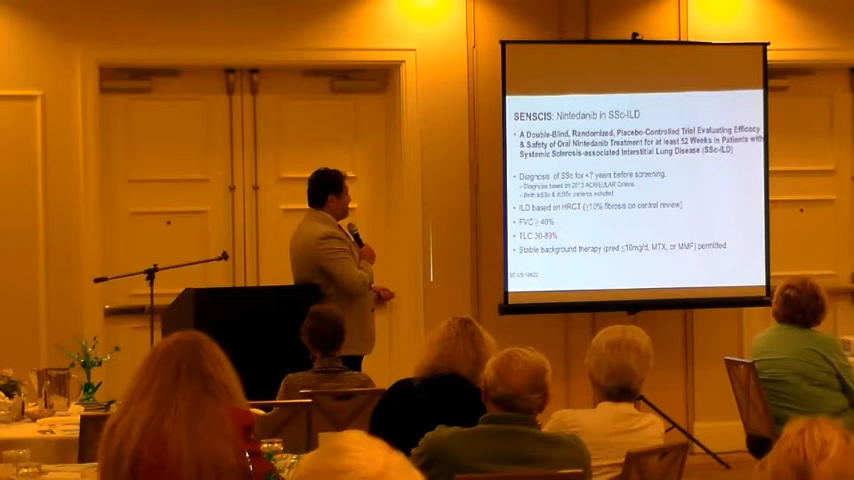 SENSCIS: Nintedanib in SSc-ILD
• A Double-Blind, Randomized, Placebo-Controlled Trial Evaluating Efficacy
& Safety of Oral Nintedanib Treatment for at least 52 Weeks in Patients with
Systemic Sclerosis-associated Interstitial Lung Disease (SSc-ILD)
• Diagnosis of SSc for <7 years before screening.
– Diagnosis based on 2013 ACR/EULAR Criteria.
– Both lcSSc & dcSSc patients included
• ILD based on HRCT (≥10% fibrosis on central review)
• FVC ≥ 40%
• TLC 30-89%
• Stable background therapy (pred ≤10mg/d, MTX, or MMF) permitted